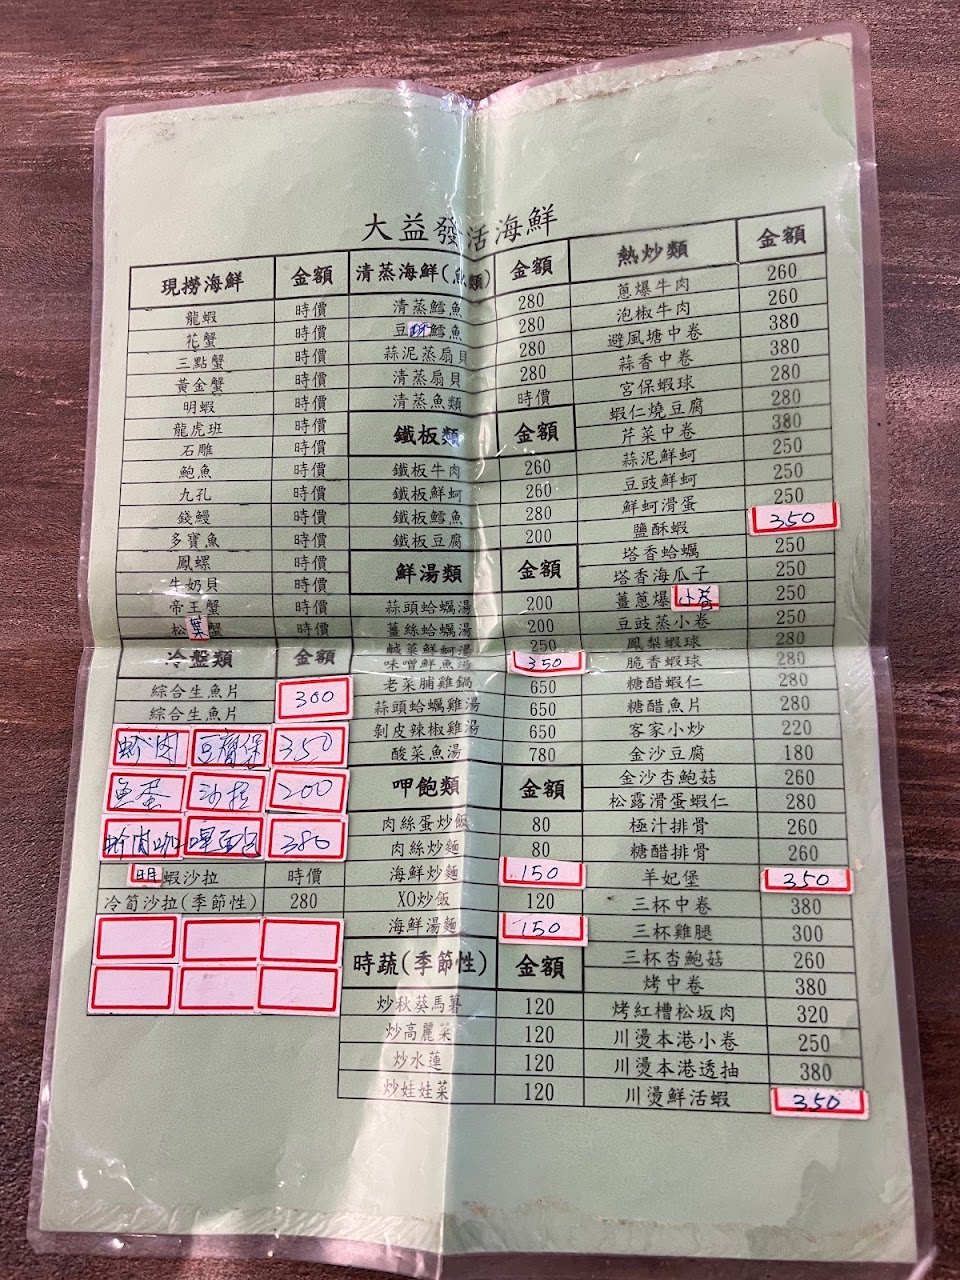 大益發活海鮮
現撈海鮮 金額
龍蝦 時價
花蟹 時價
三點蟹 時價
黃金蟹 時價
明蝦 時價
龍虎班 時價
石雕 時價
鮑魚 時價
九孔 時價
錢鰻 時價
多寶魚 時價
鳳螺 時價
牛奶貝 時價
帝王蟹 時價
松葉蟹 時價
冷盤類 金額
綜合生魚片 300
綜合生魚片
蚵肉 豆腐保 350
魚蛋 沙拉 200
380
明蝦沙拉 時價
冷筍沙拉(季節性) 280
清蒸海鮮(魚類) 金額
清蒸鱈魚 280
豆酥鱈魚 280
蒜泥蒸扇貝 280
清蒸扇貝 280
清蒸魚類 時價
鐵板類 金額
鐵板牛肉 260
鐵板鮮蚵 260
鐵板鱈魚 280
鐵板豆腐 200
鮮湯類 金額
蒜頭蛤蠣湯 200
薑絲蛤蠣湯 200
鹹菜鮮蚵湯 250
味噌鮮魚湯 350
老菜脯雞鍋 650
蒜頭蛤蠣雞湯 650
剝皮辣椒雞湯 650
酸菜魚湯 780
呷飽類 金額
肉絲蛋炒飯 80
肉絲炒麵 80
海鮮炒麵 150
XO炒飯 120
海鮮湯麵 150
時蔬(季節性) 金額
炒秋葵馬薯 120
炒高麗菜 120
炒水蓮 120
炒娃娃菜 120
熱炒類 金額
蔥爆牛肉 260
泡椒牛肉 260
避風塘中卷 380
蒜香中卷 380
宮保蝦球 280
蝦仁燒豆腐 280
芹菜中卷 380
蒜泥鮮蚵 250
豆豉鮮蚵 250
鮮蚵滑蛋 250
鹽酥蝦 350
塔香蛤蠣 250
塔香海瓜子 250
薑蔥爆小卷 250
豆豉蒸小卷 250
鳳梨蝦球 280
脆香蝦球 280
糖醋蝦仁 280
糖醋魚片 280
客家小炒 220
金沙豆腐 180
金沙杏鮑菇 260
松露滑蛋蝦仁 280
極汁排骨 260
糖醋排骨 260
羊妃堡 350
三杯中卷 380
三杯雞腿 300
三杯杏鮑菇 260
烤中卷 380
烤紅槽松坂肉 320
川燙本港小卷 250
川燙本港透抽 380
川燙鮮活蝦 350